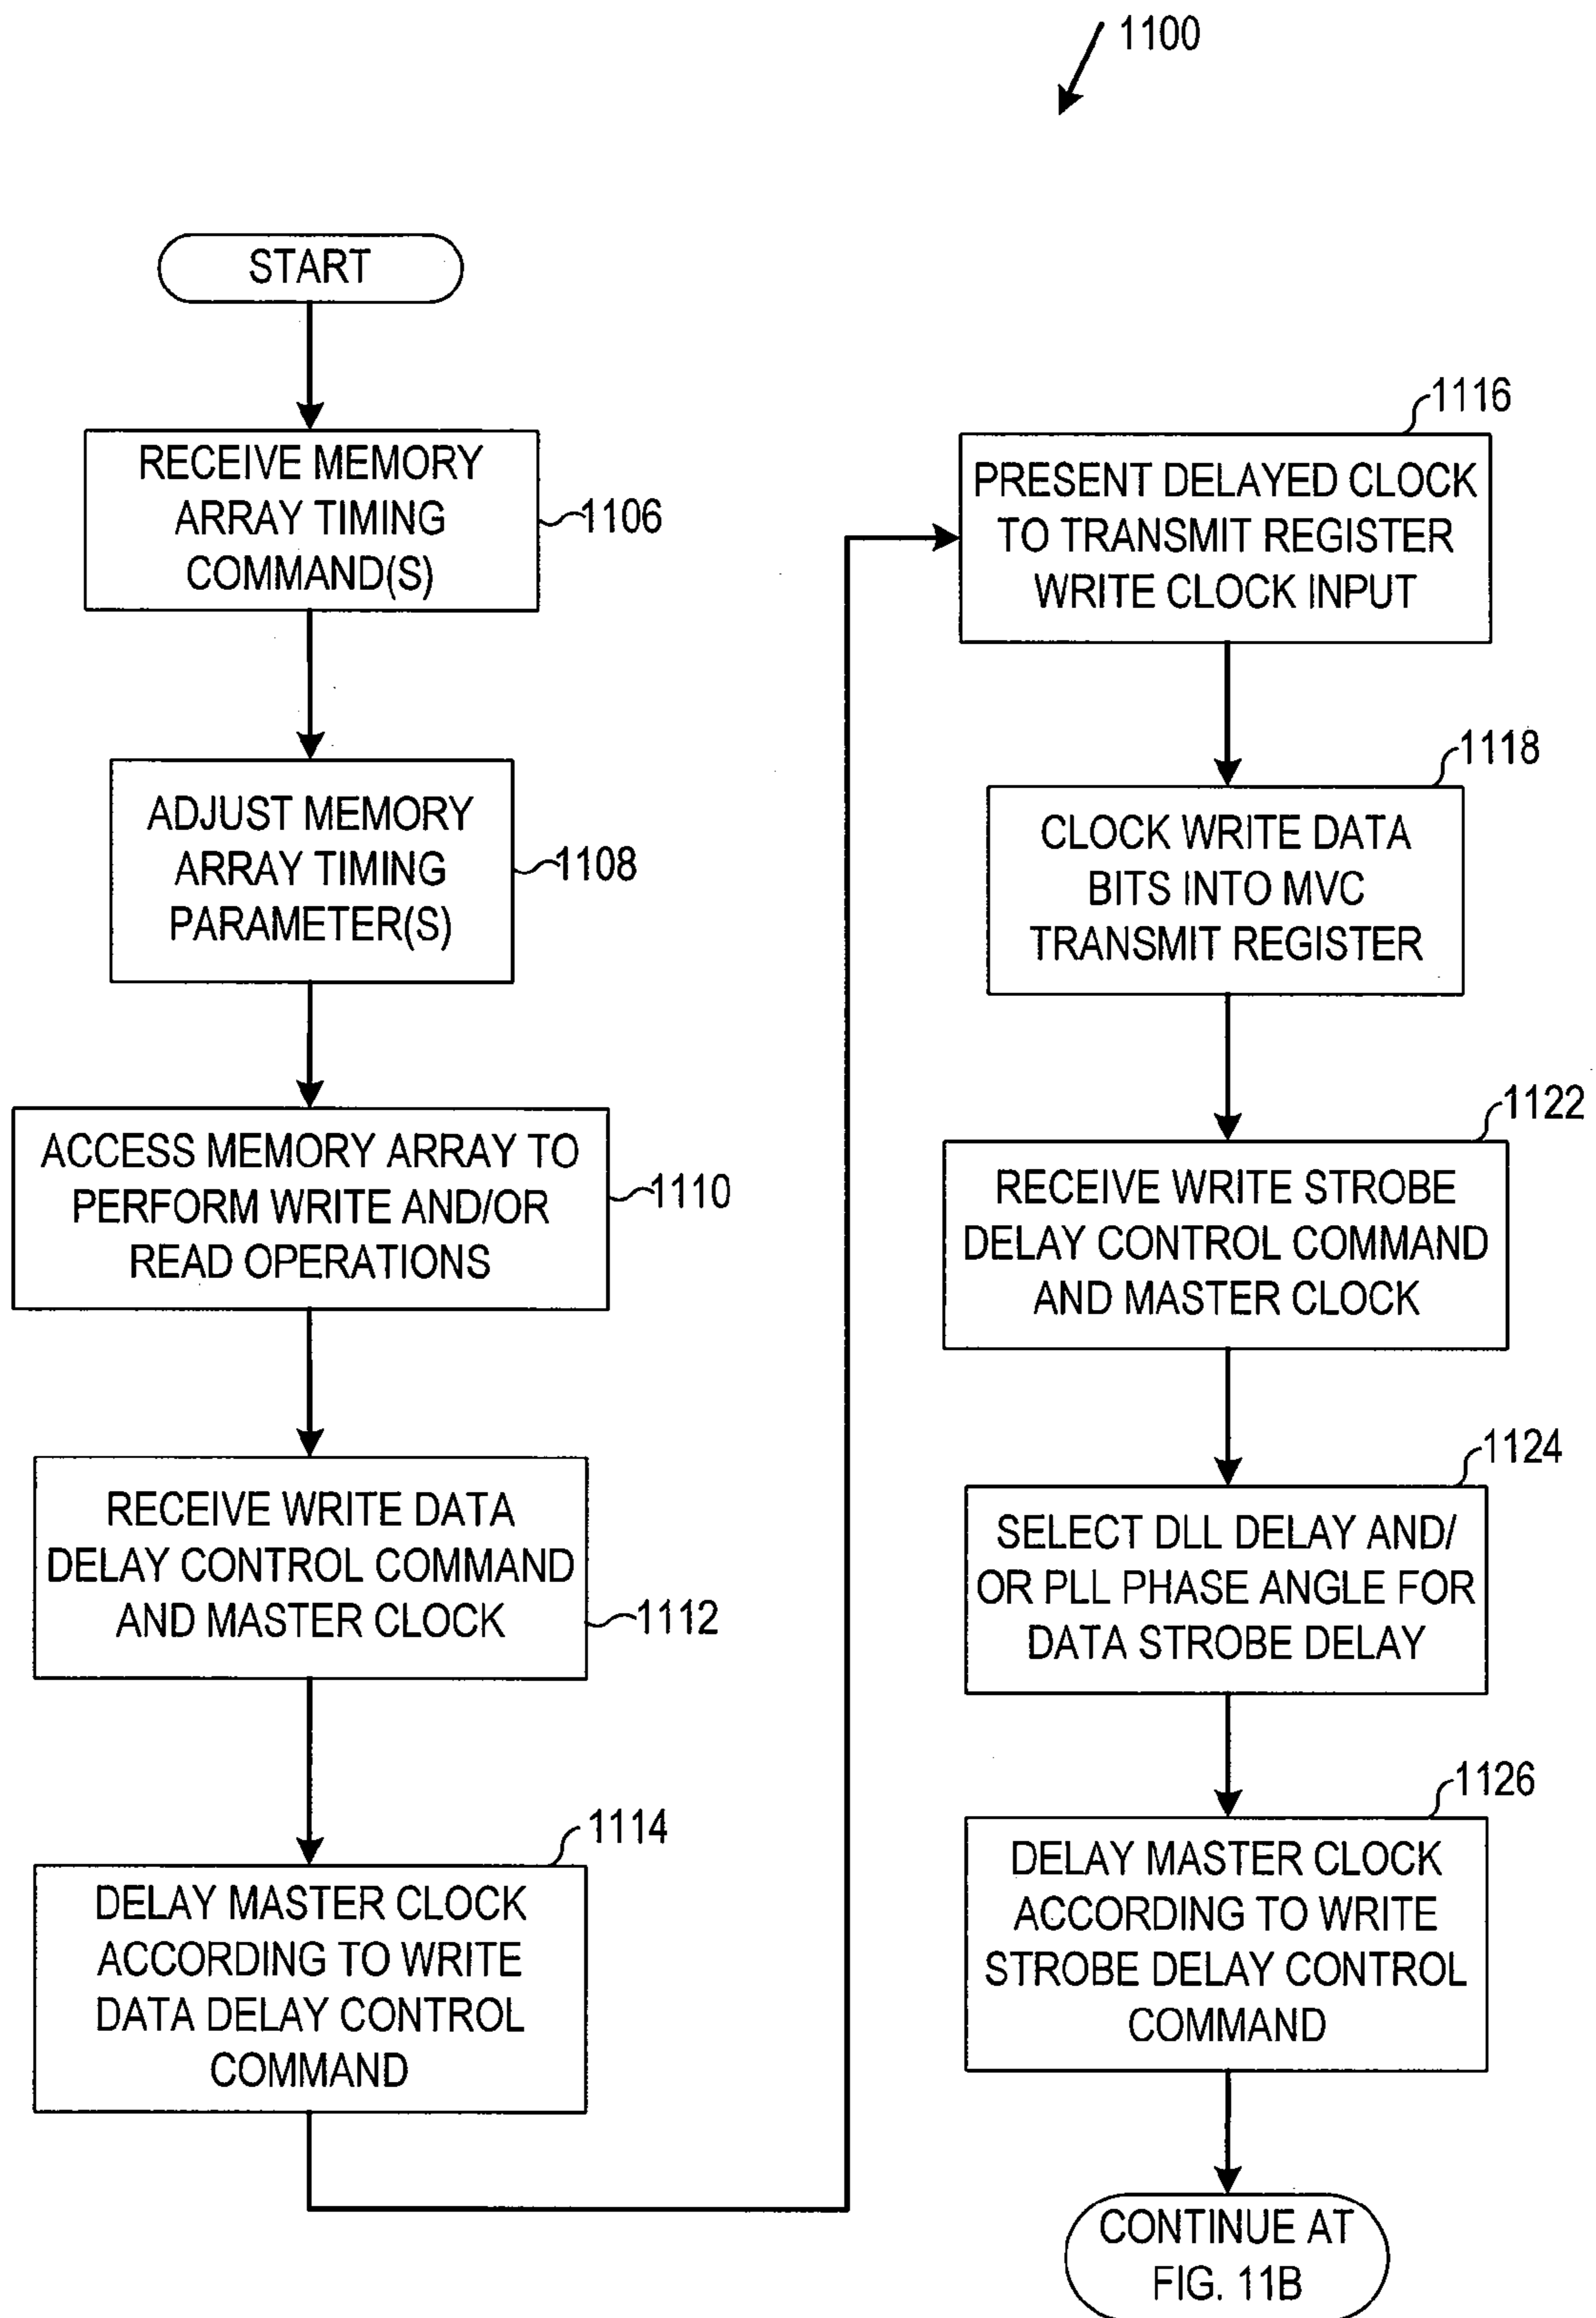 1100
START
RECEIVE MEMORY
ARRAY TIMING
COMMAND(S)
1106
ADJUST MEMORY
ARRAY TIMING
PARAMETER(S)
1108
ACCESS MEMORY ARRAY TO
PERFORM WRITE AND/OR
READ OPERATIONS
1110
RECEIVE WRITE DATA
DELAY CONTROL COMMAND
AND MASTER CLOCK
1112
1114
DELAY MASTER CLOCK
ACCORDING TO WRITE
DATA DELAY CONTROL
COMMAND
1116
PRESENT DELAYED CLOCK
TO TRANSMIT REGISTER
WRITE CLOCK INPUT
1118
CLOCK WRITE DATA
BITS INTO MVC
TRANSMIT REGISTER
1122
RECEIVE WRITE STROBE
DELAY CONTROL COMMAND
AND MASTER CLOCK
1124
SELECT DLL DELAY AND/
OR PLL PHASE ANGLE FOR
DATA STROBE DELAY
1126
DELAY MASTER CLOCK
ACCORDING TO WRITE
STROBE DELAY CONTROL
COMMAND
CONTINUE AT
FIG. 11B